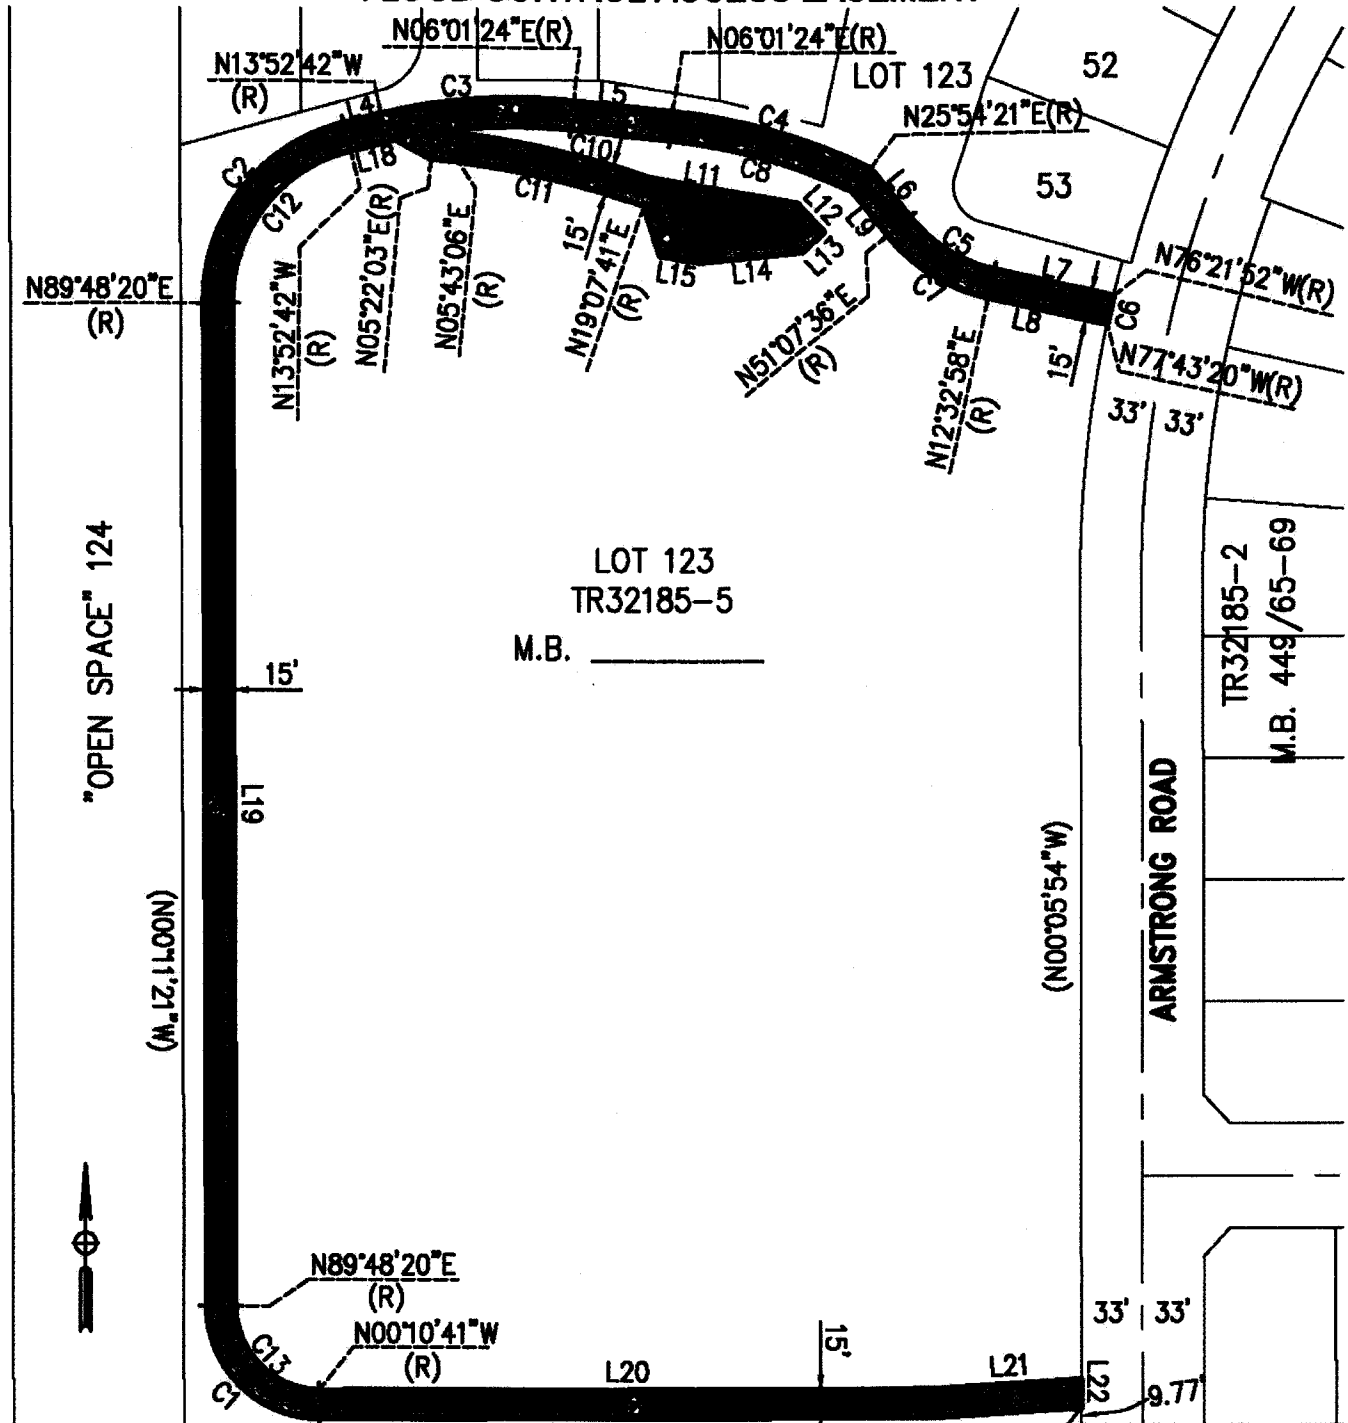 N06°01'24"E(R)
N06°01'24"E(R)
N13°52'42"W
(R)
LOT 123
52
N25°54'21"E(R)
53
C3
L4
L5
C4
C2
C12
L18
C10
C8
L11
C11
L6
L12
L9
L13
C5
L15
L14
C7
L7
L8
C6
15'
N76°21'52"W(R)
N89°48'20"E
(R)
N13°52'42"W
(R)
N05°22'03"E(R)
N05°43'06"E
(R)
N19°07'41"E
(R)
N51°07'36"E
(R)
N12°32'58"E
(R)
15'
N77°43'20"W(R)
33'
33'
"OPEN SPACE" 124
LOT 123
TR32185-5
M.B.
TR32185-2
M.B. 449/65-69
15'
L19
(N00°11'21"W)
(N00°05'54"W)
ARMSTRONG ROAD
N89°48'20"E
(R)
N00°10'41"W
(R)
C13
C1
L20
15'
L21
L22
33'
33'
9.77'